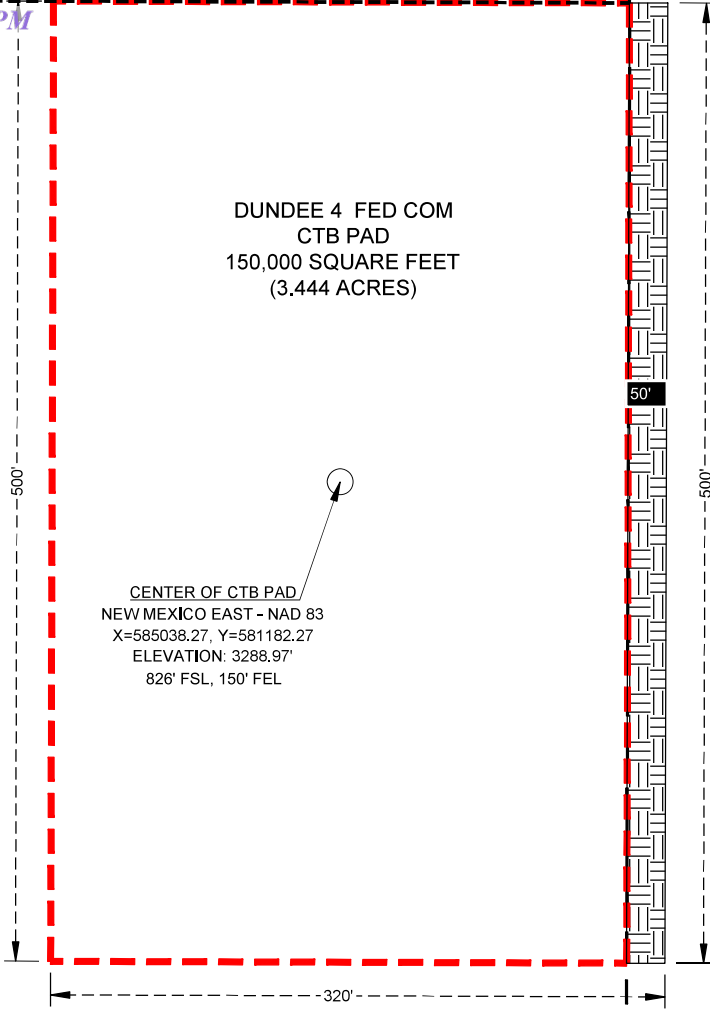 PM
DUNDEE 4 FED COM
CTB PAD
150,000 SQUARE FEET
(3.444 ACRES)
50'
500'
500'
CENTER OF CTB PAD
NEW MEXICO EAST - NAD 83
X=585038.27, Y=581182.27
ELEVATION: 3288.97'
826' FSL, 150' FEL
320'